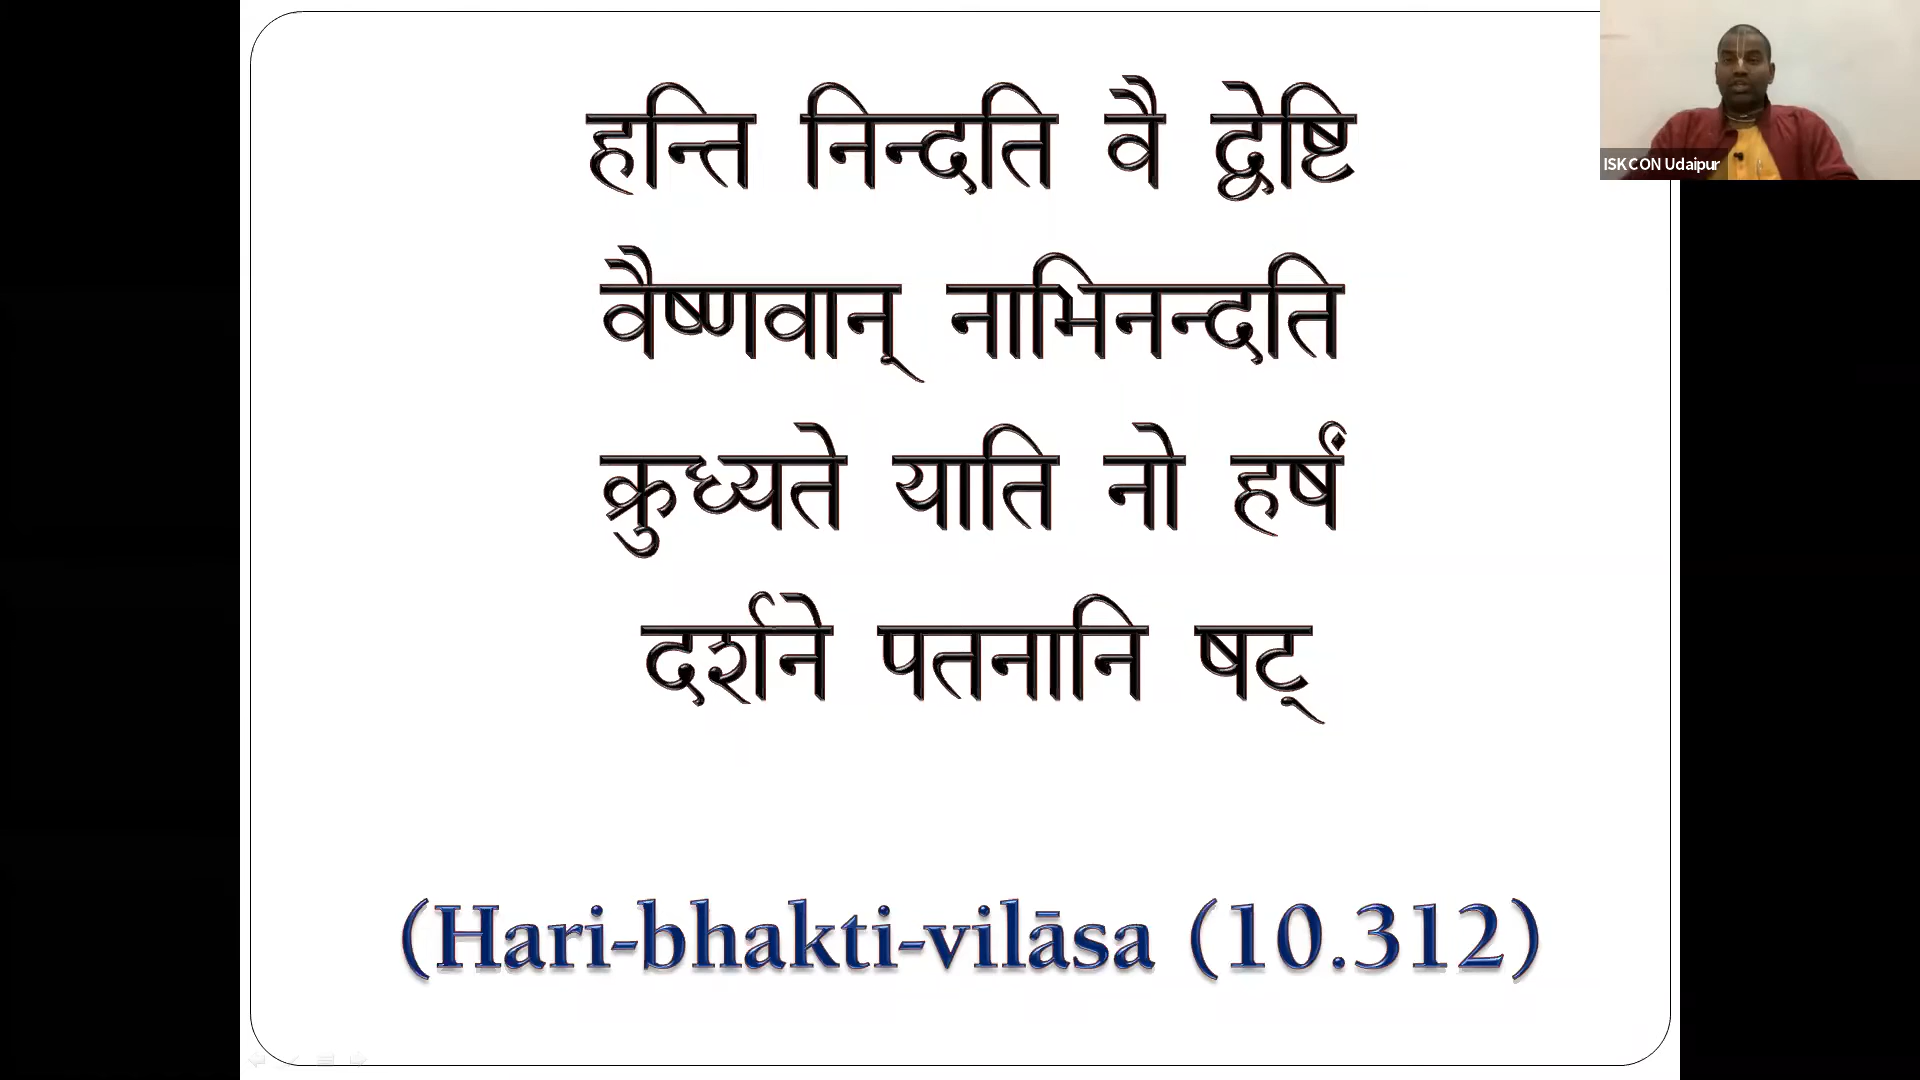 हन्ति निन्दति वै द्वेष्टि
वैष्णवान् नाभिनन्दति
क्रुध्यते याति नो हर्षं
दर्शने पतनानि षट्
(Hari-bhakti-vilāsa (10.312)
ISKCON Udaipur